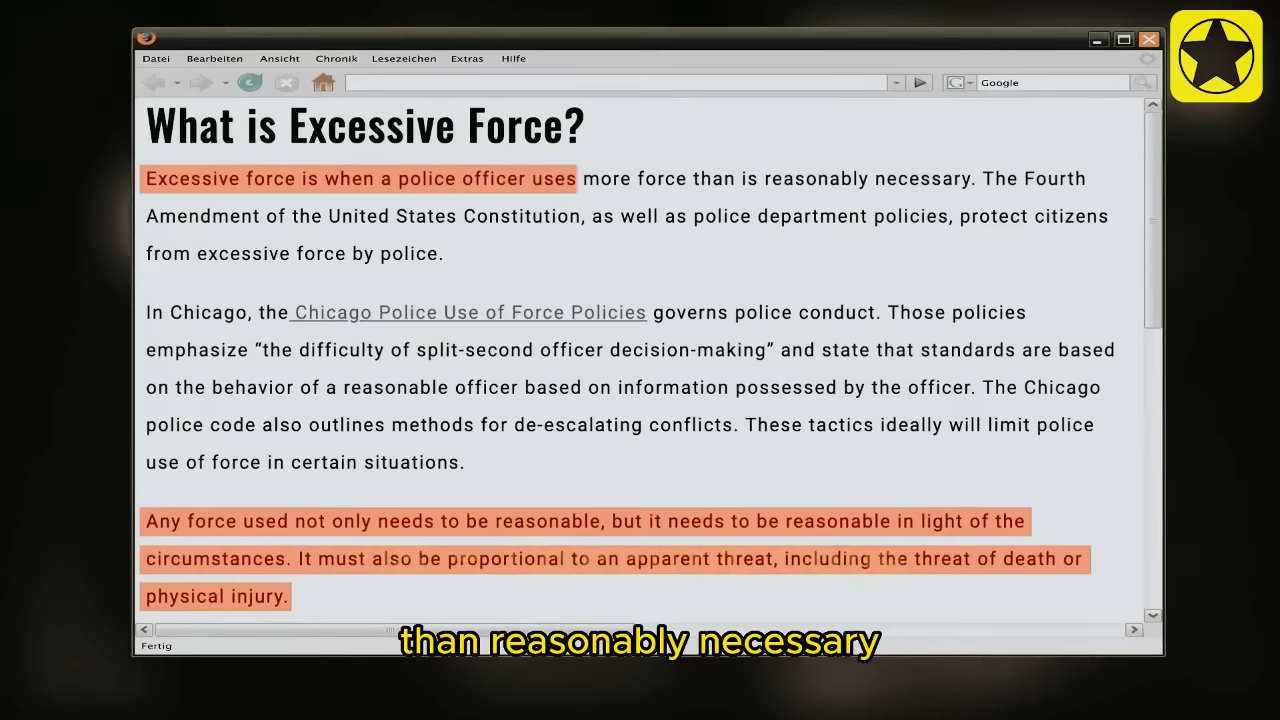 Datei Bearbeiten Ansicht Chronik Lesezeichen Extras Hilfe
Google
What is Excessive Force?
Excessive force is when a police officer uses more force than is reasonably necessary. The Fourth
Amendment of the United States Constitution, as well as police department policies, protect citizens
from excessive force by police.
In Chicago, the Chicago Police Use of Force Policies governs police conduct. Those policies
emphasize “the difficulty of split-second officer decision-making” and state that standards are based
on the behavior of a reasonable officer based on information possessed by the officer. The Chicago
police code also outlines methods for de-escalating conflicts. These tactics ideally will limit police
use of force in certain situations.
Any force used not only needs to be reasonable, but it needs to be reasonable in light of the
circumstances. It must also be proportional to an apparent threat, including the threat of death or
physical injury.
than reasonably necessary
Fertig